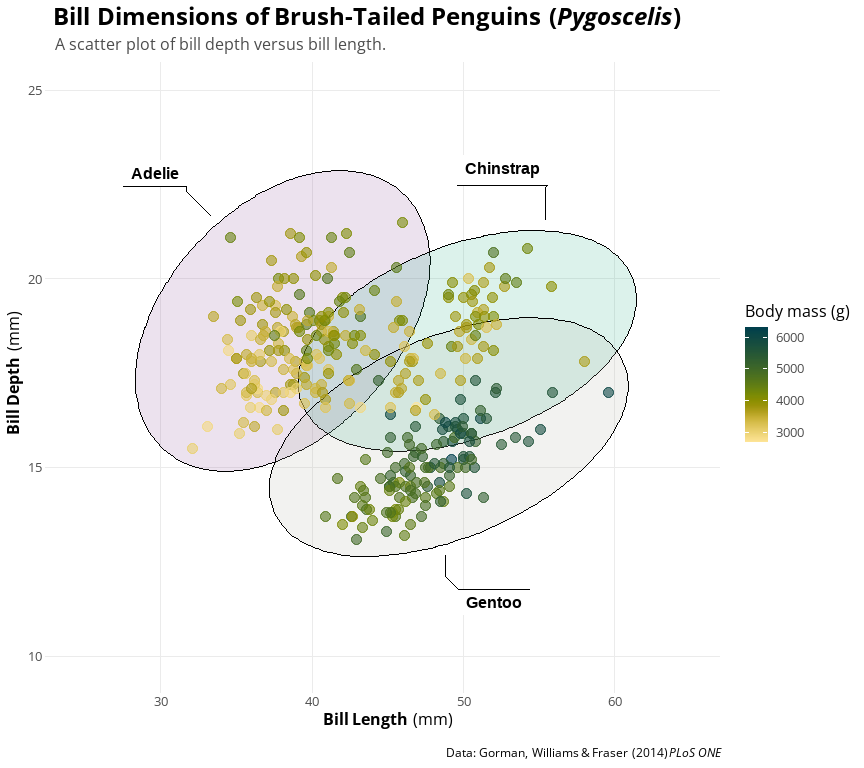 Bill Dimensions of Brush-Tailed Penguins (Pygoscelis)
A scatter plot of bill depth versus bill length.
25
Adelie
Chinstrap
20
Body mass (g)
6000
5000
4000
3000
Bill Depth (mm)
15
Gentoo
10
30 40 50 60
Bill Length (mm)
Data: Gorman, Williams & Fraser (2014) PLoS ONE